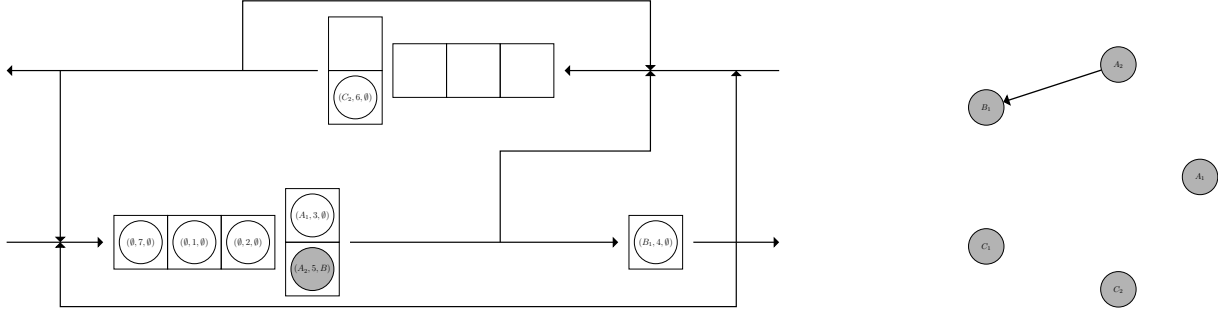 (C₂, 6, ∅)
(∅, 7, ∅) (∅, 1, ∅) (∅, 2, ∅)
(A₁, 3, ∅)
(A₂, 5, B)
(B₁, 4, ∅)
A₂
B₁
A₁
C₁
C₂